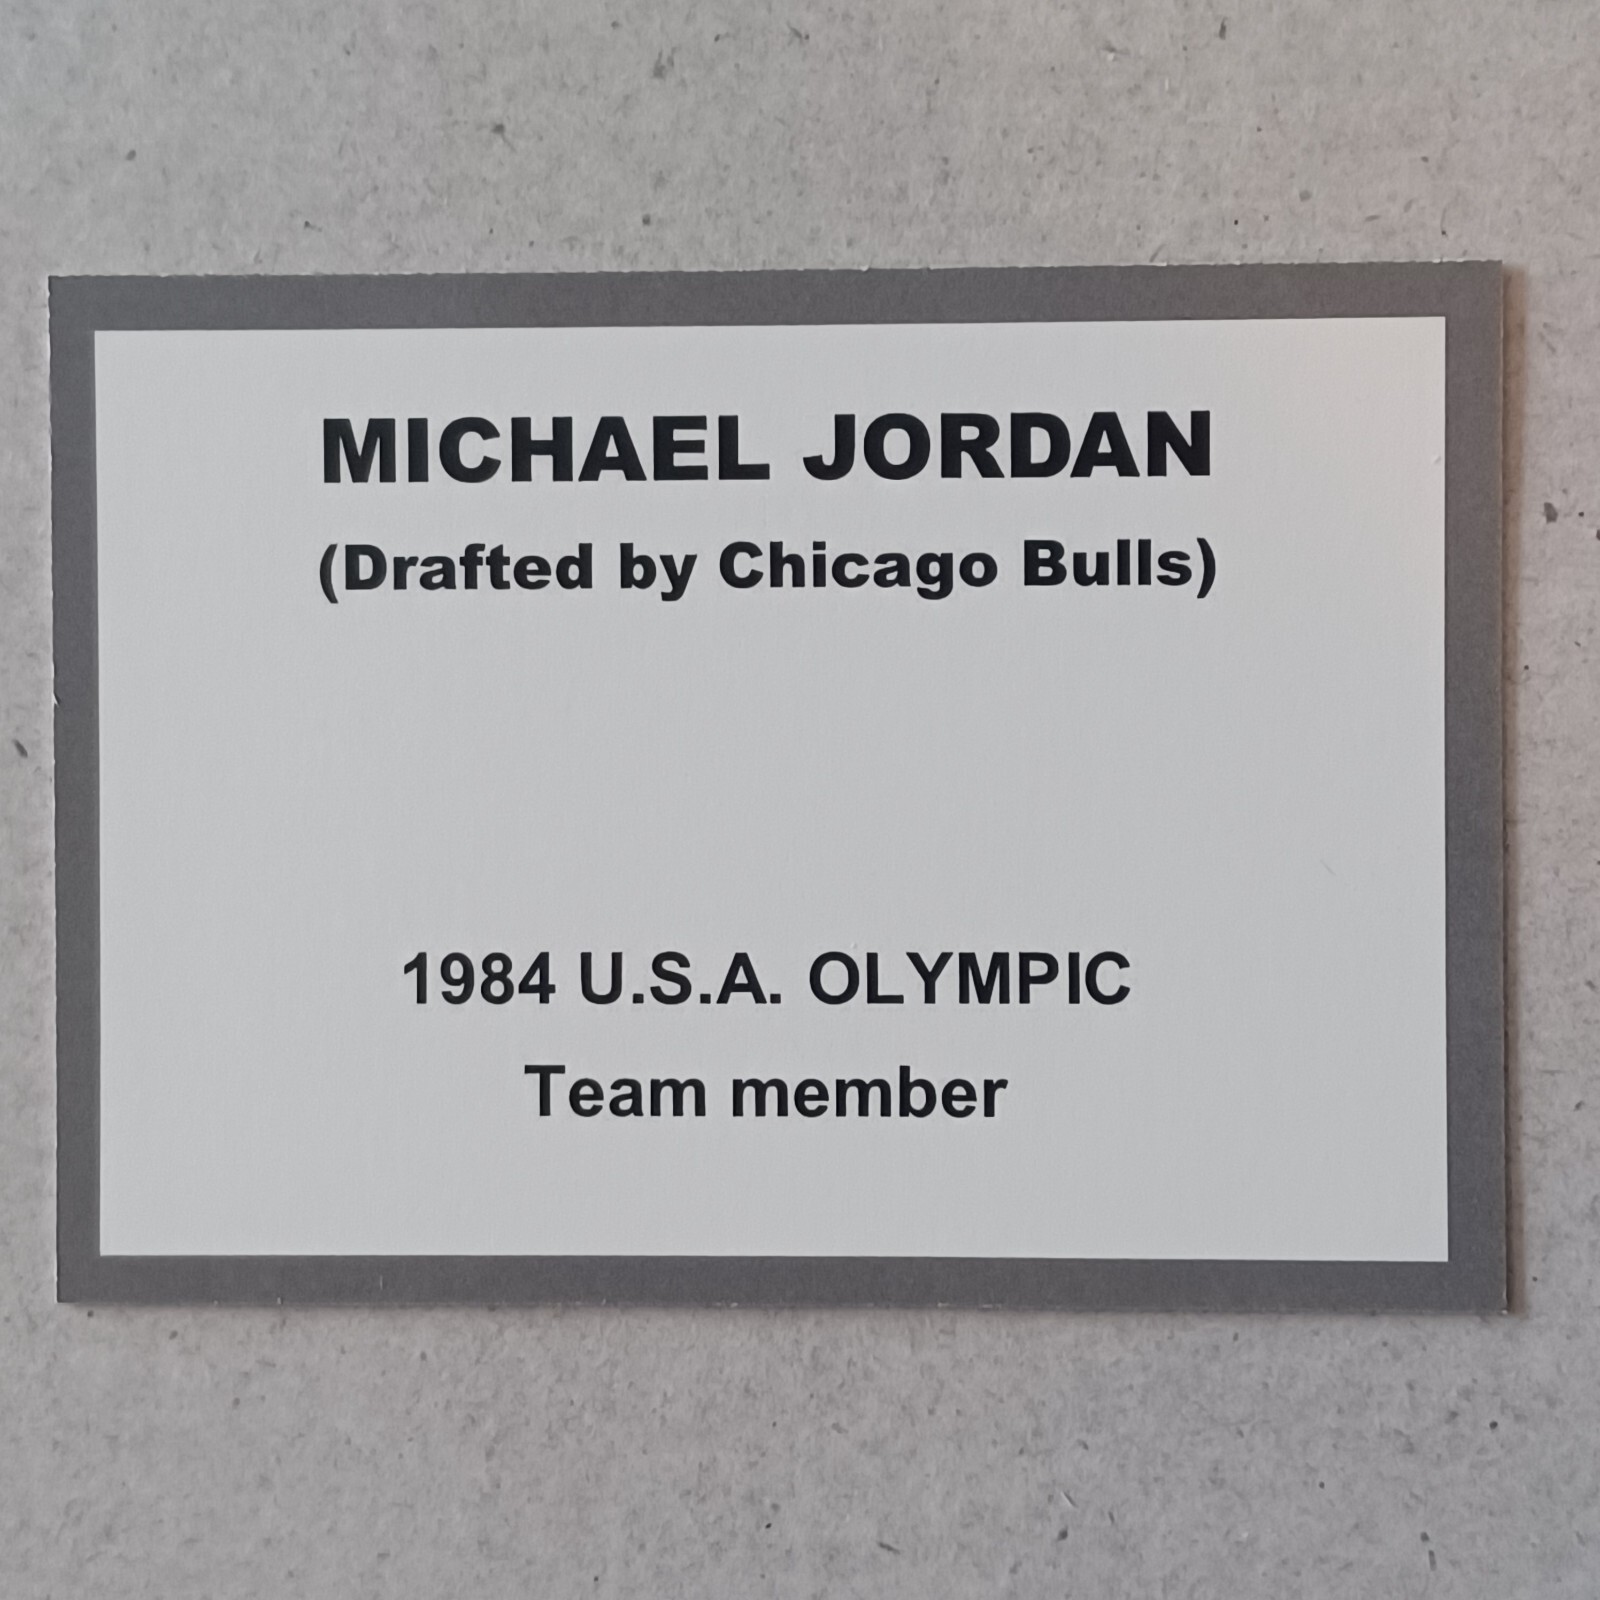 MICHAEL JORDAN
(Drafted by Chicago Bulls)
1984 U.S.A. OLYMPIC
Team member